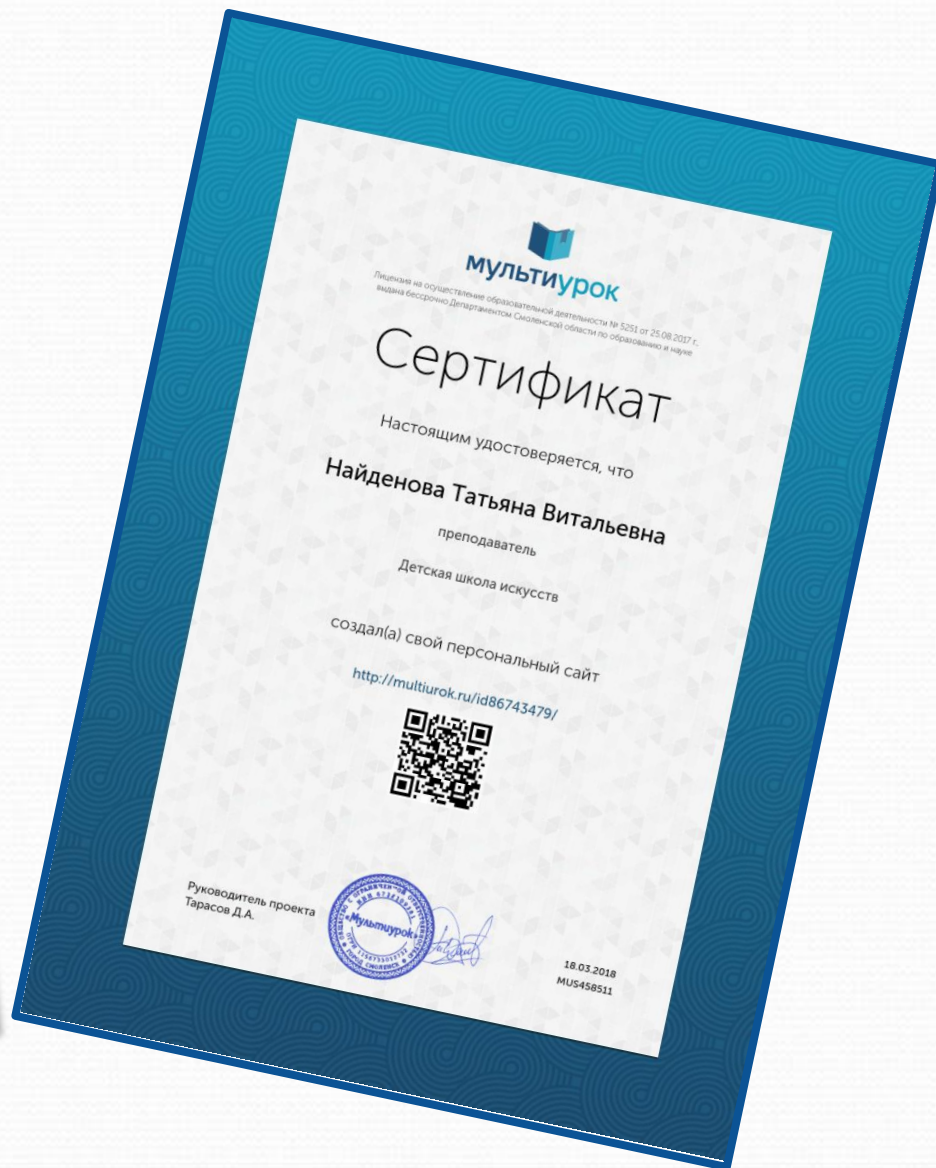 мультиурок
Лицензия на осуществление образовательной деятельности № 5251 от 25.08.2017 г.,
выдана бессрочно Департаментом Смоленской области по образованию и науке
Сертификат
Настоящим удостоверяется, что
Найденова Татьяна Витальевна
преподаватель
Детская школа искусств
создал(а) свой персональный сайт
http://multiurok.ru/id86743479/
Руководитель проекта
Тарасов Д.А.
«Мультиурок»
ГОРОД СМОЛЕНСК
18.03.2018
MUS458511